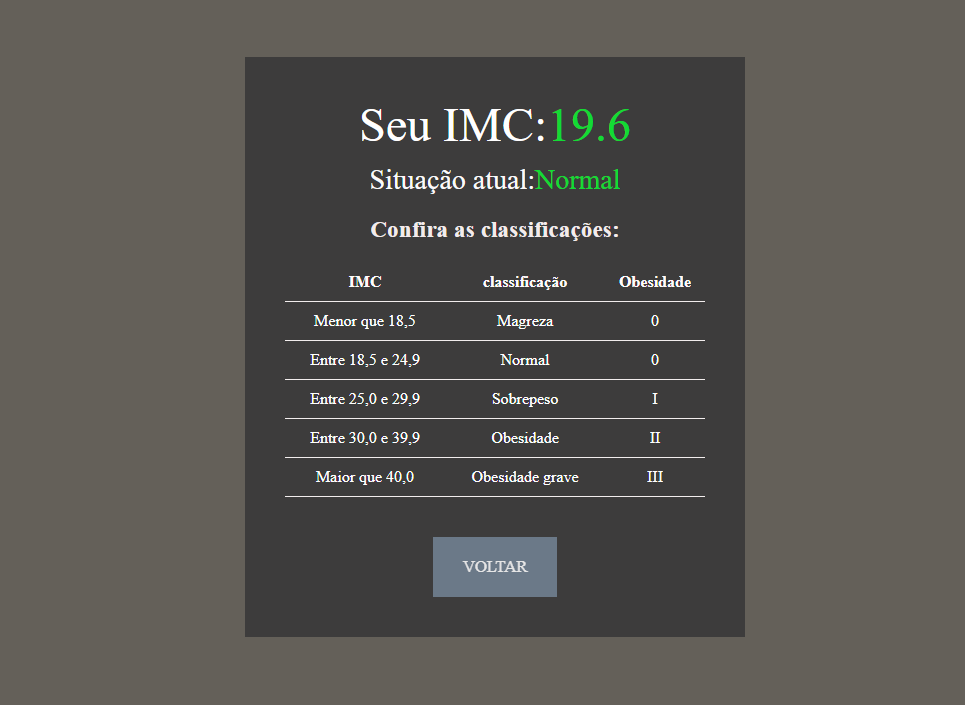 Seu IMC:19.6
Situação atual:Normal
Confira as classificações:
IMC classificação Obesidade
Menor que 18,5 Magreza 0
Entre 18,5 e 24,9 Normal 0
Entre 25,0 e 29,9 Sobrepeso I
Entre 30,0 e 39,9 Obesidade II
Maior que 40,0 Obesidade grave III
VOLTAR